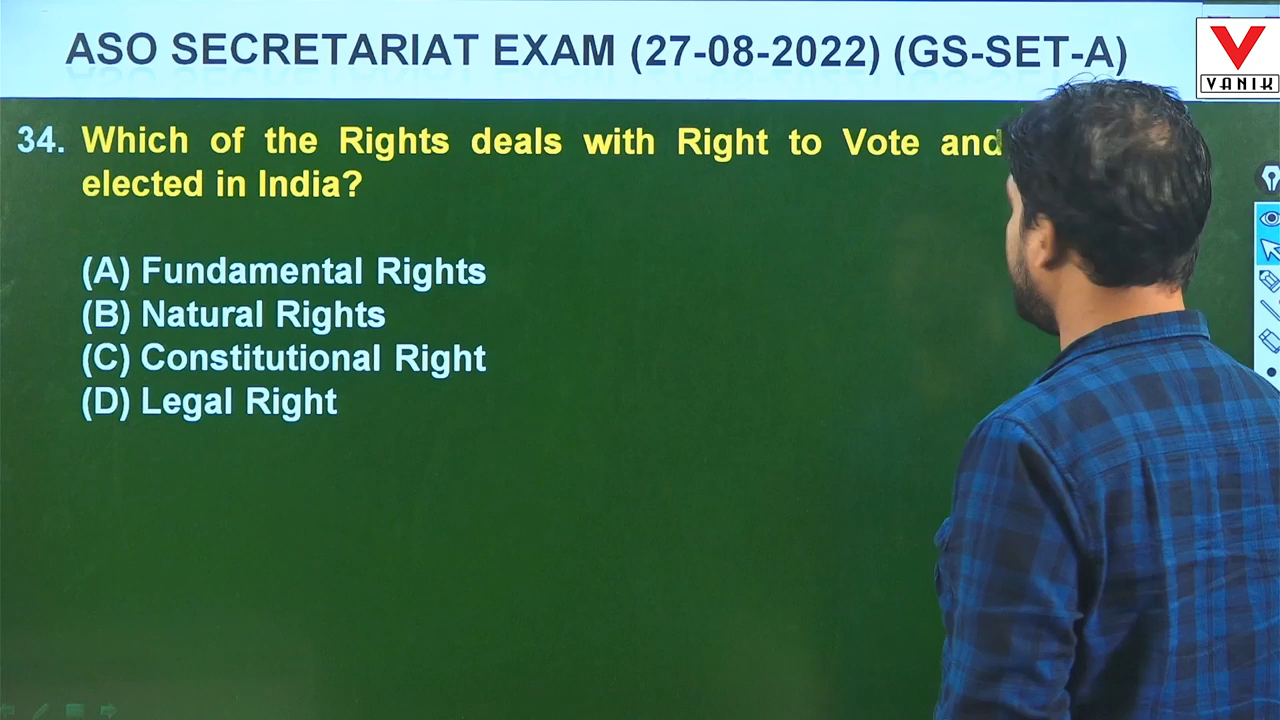 ASO SECRETARIAT EXAM (27-08-2022) (GS-SET-A)
VANIK
34. Which of the Rights deals with Right to Vote and
elected in India?
(A) Fundamental Rights
(B) Natural Rights
(C) Constitutional Right
(D) Legal Right